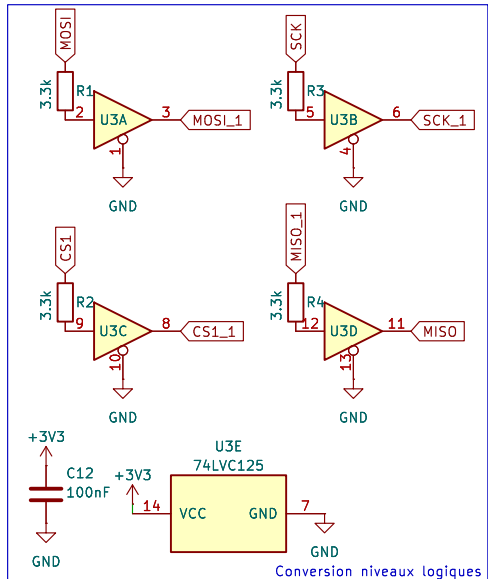 MOSI
3.3k
R1
2
U3A
3
MOSI_1
1
GND
SCK
3.3k
R3
5
U3B
6
SCK_1
4
GND
CS1
3.3k
R2
9
U3C
8
CS1_1
10
GND
MISO_1
3.3k
R4
12
U3D
11
MISO
13
GND
+3V3
C12
100nF
GND
U3E
74LVC125
+3V3
14
VCC
GND
7
GND
Conversion niveaux logiques